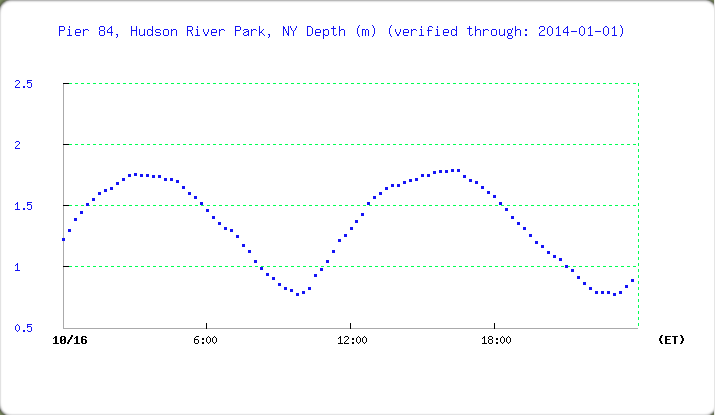 Pier 84, Hudson River Park, NY Depth (m) (verified through: 2014-01-01)
2.5
2
1.5
1
0.5
10/16 6:00 12:00 18:00 (ET)